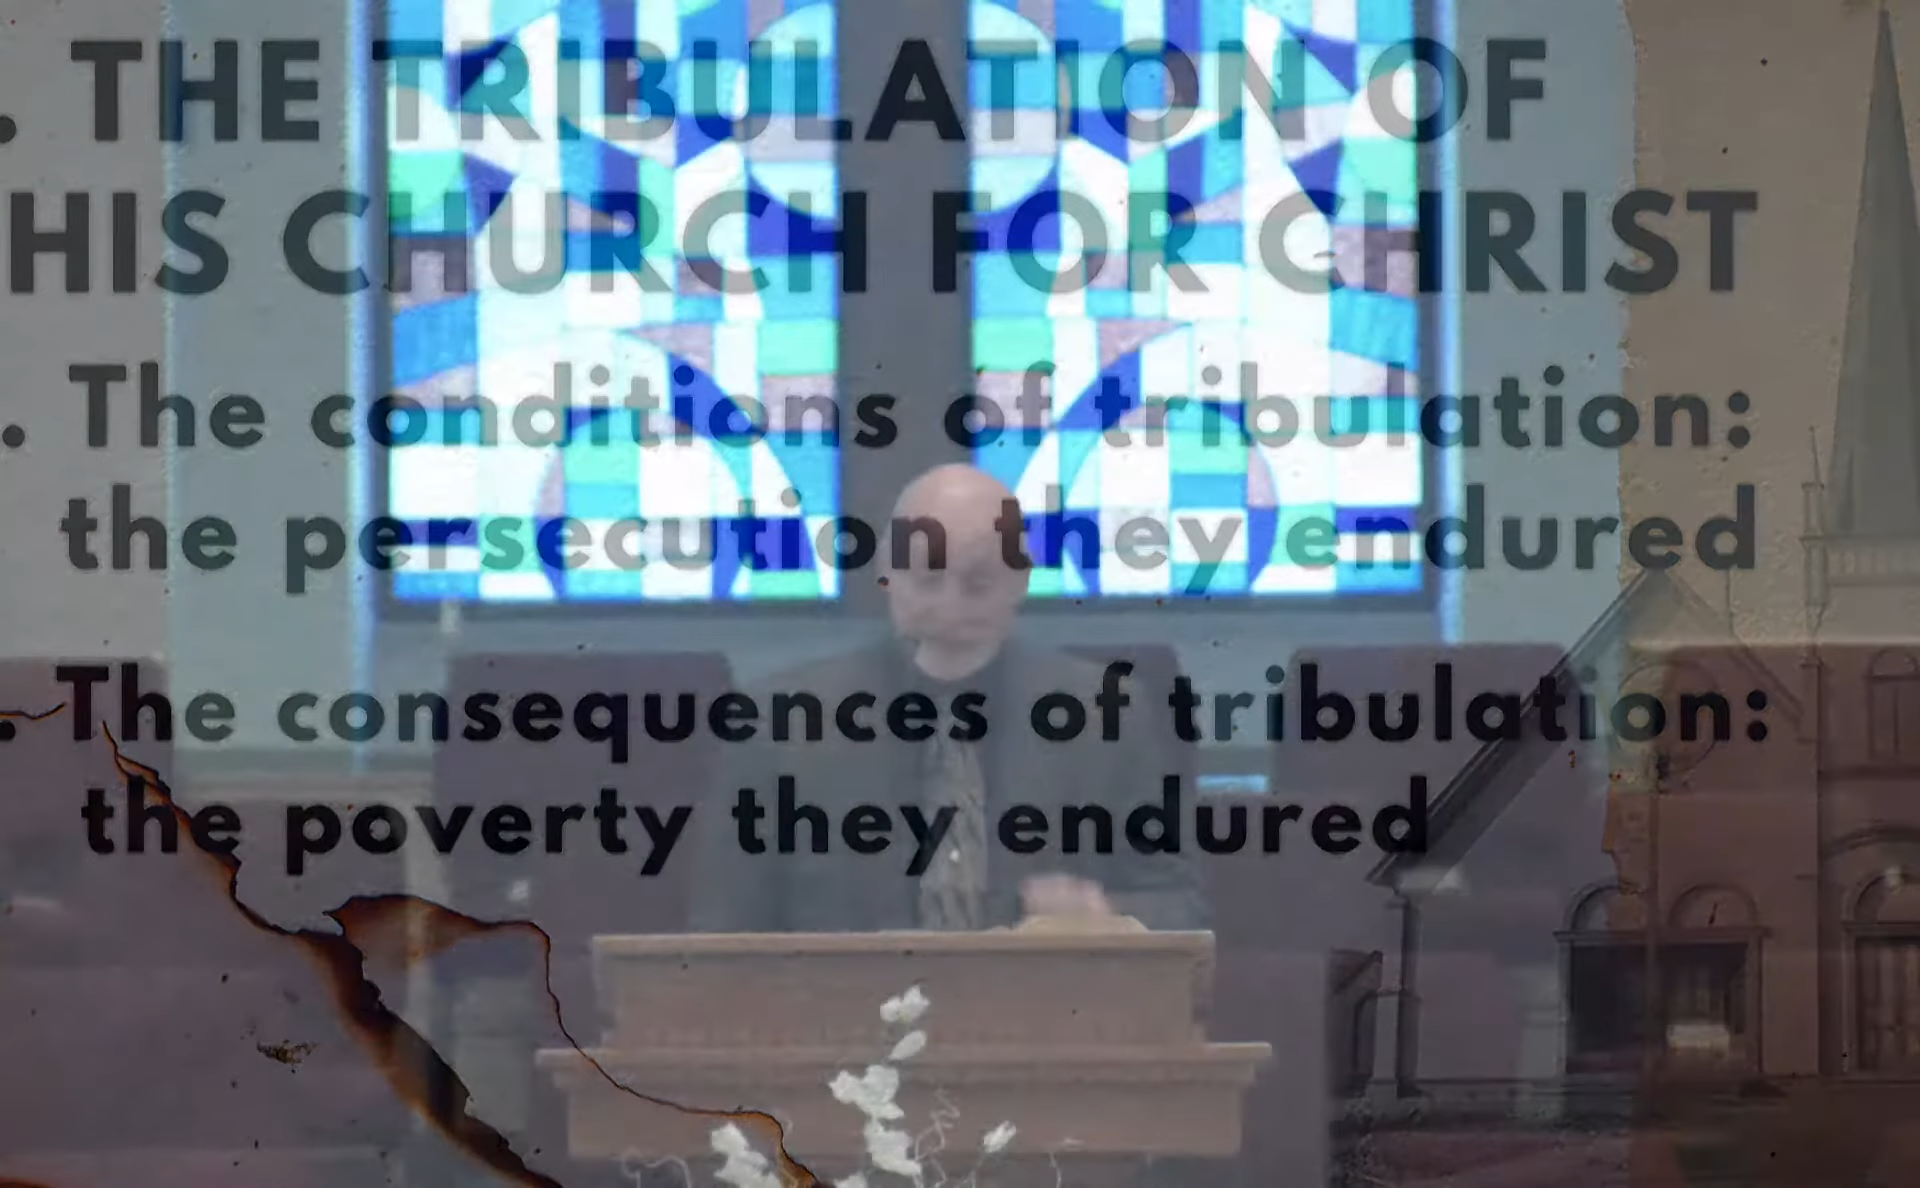 . THE TRIBULATION OF
HIS CHURCH FOR CHRIST
. The conditions of tribulation:
the persecution they endured
. The consequences of tribulation:
the poverty they endured